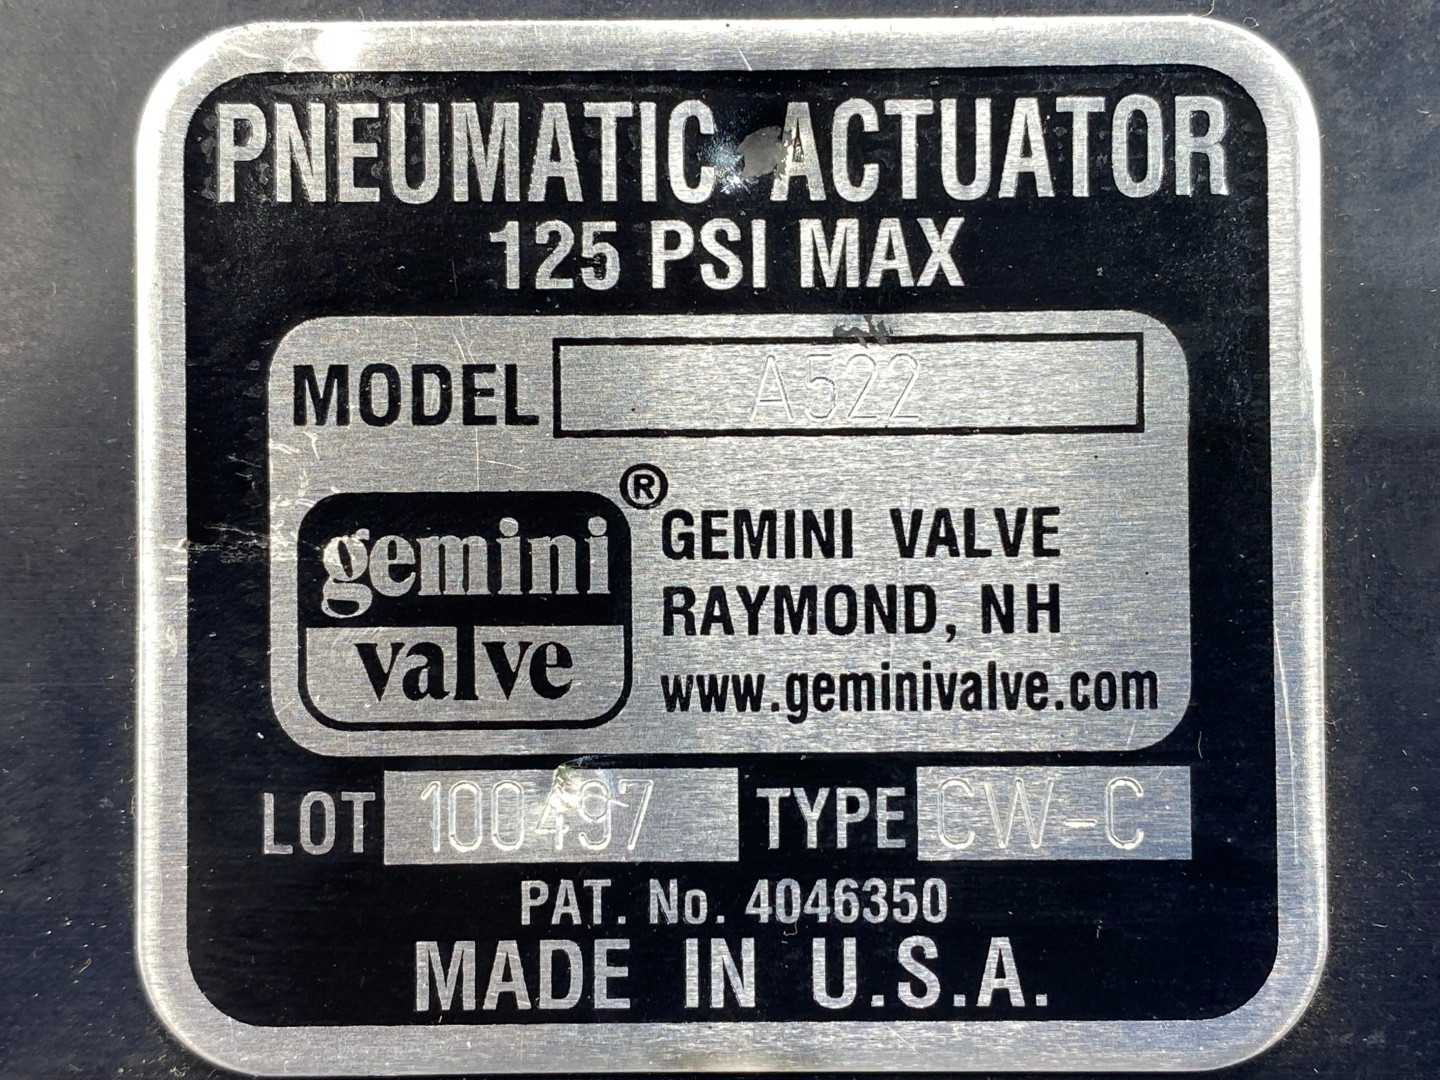 PNEUMATIC ACTUATOR
125 PSI MAX
MODEL A522
gemini ®
valve
GEMINI VALVE
RAYMOND, NH
www.geminivalve.com
LOT 100497 TYPE CW-C
PAT. No. 4046350
MADE IN U.S.A.